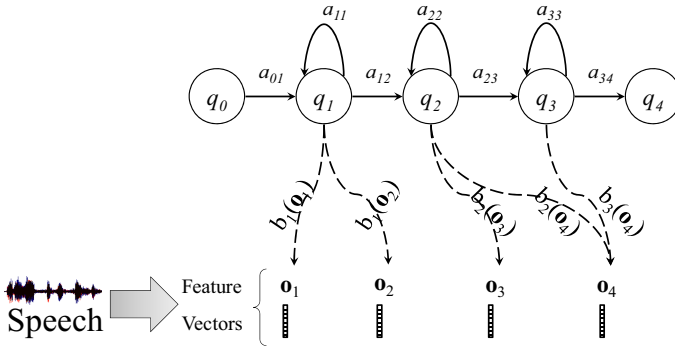 a₁₁ a₂₂ a₃₃
a₀₁ a₁₂ a₂₃ a₃₄
q₀ q₁ q₂ q₃ q₄
b₁(o₁) b₁(o₂) b₂(o₃) b₂(o₄) b₃(o₄)
Feature o₁ o₂ o₃ o₄
Speech Vectors